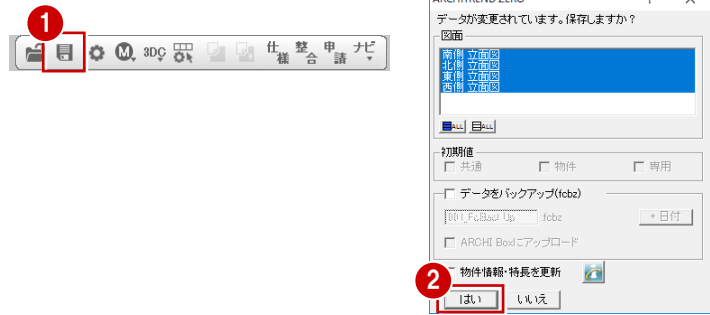 1
M
3DC
仕様
整合
申請
ナビ
ARCHITREND ZERO
データが変更されています。保存しますか?
図面
南側 立面図
北側 立面図
東側 立面図
西側 立面図
ALL ALL
初期値
共通 物件 専用
データをバックアップ(fcbz)
.fcbz +日付
ARCHI Boxにアップロード
物件情報・特長を更新
2
はい いいえ